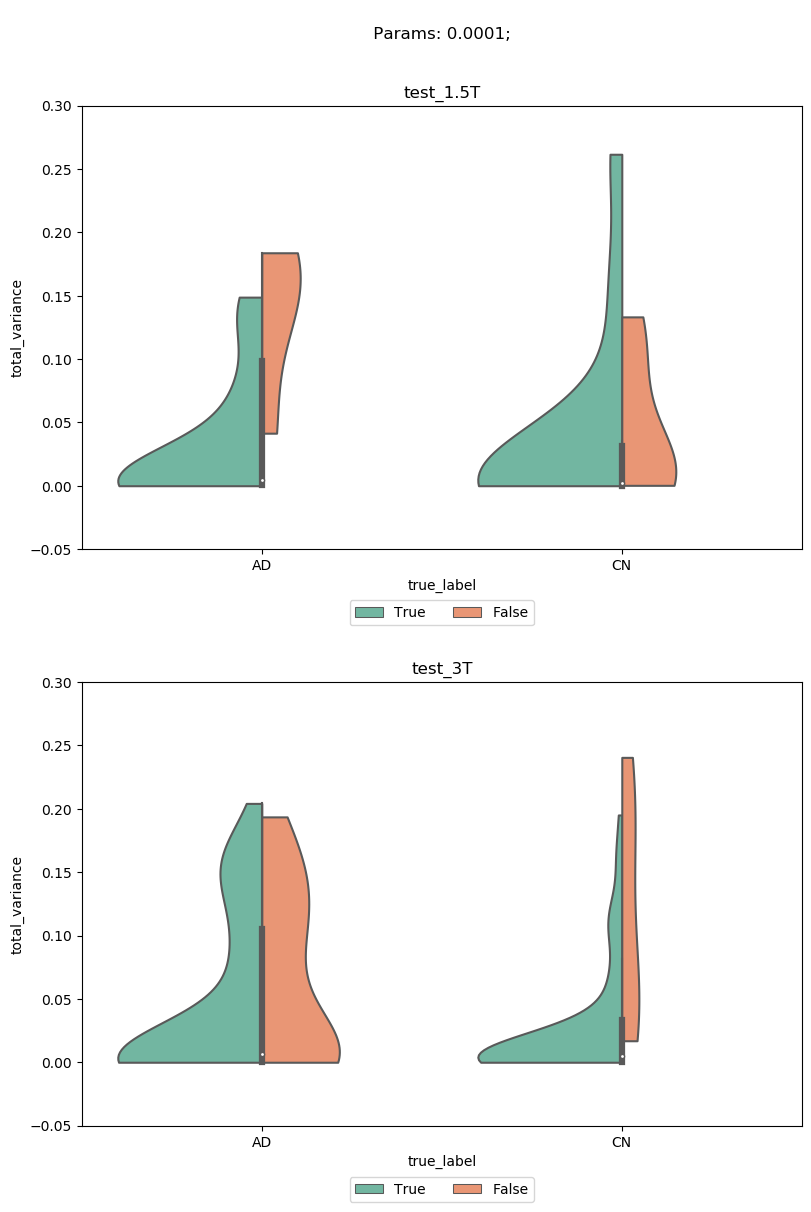 Params: 0.0001;
test_1.5T
0.30
0.25
0.20
0.15
0.10
0.05
0.00
−0.05
total_variance
AD CN
true_label
True False
test_3T
0.30
0.25
0.20
0.15
0.10
0.05
0.00
−0.05
total_variance
AD CN
true_label
True False